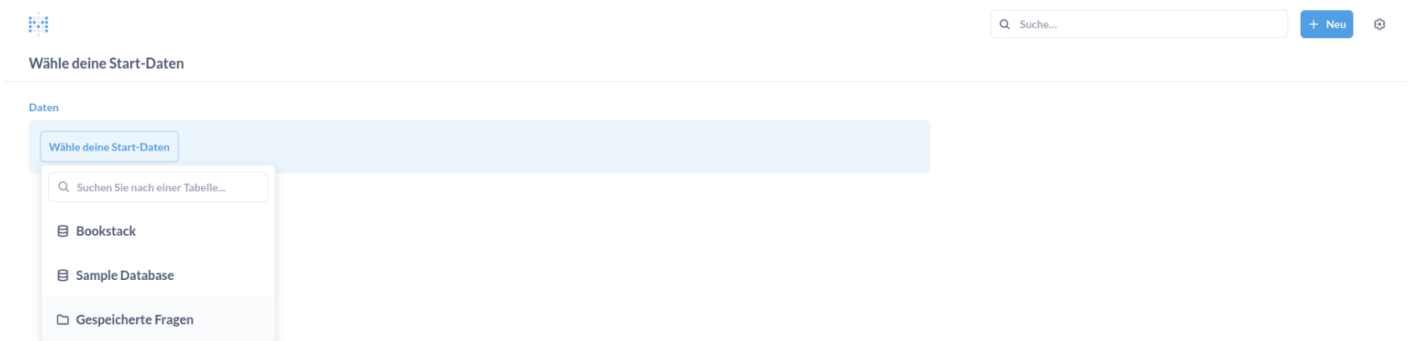 Suche...
+ Neu
Wähle deine Start-Daten
Daten
Wähle deine Start-Daten
Suchen Sie nach einer Tabelle...
Bookstack
Sample Database
Gespeicherte Fragen